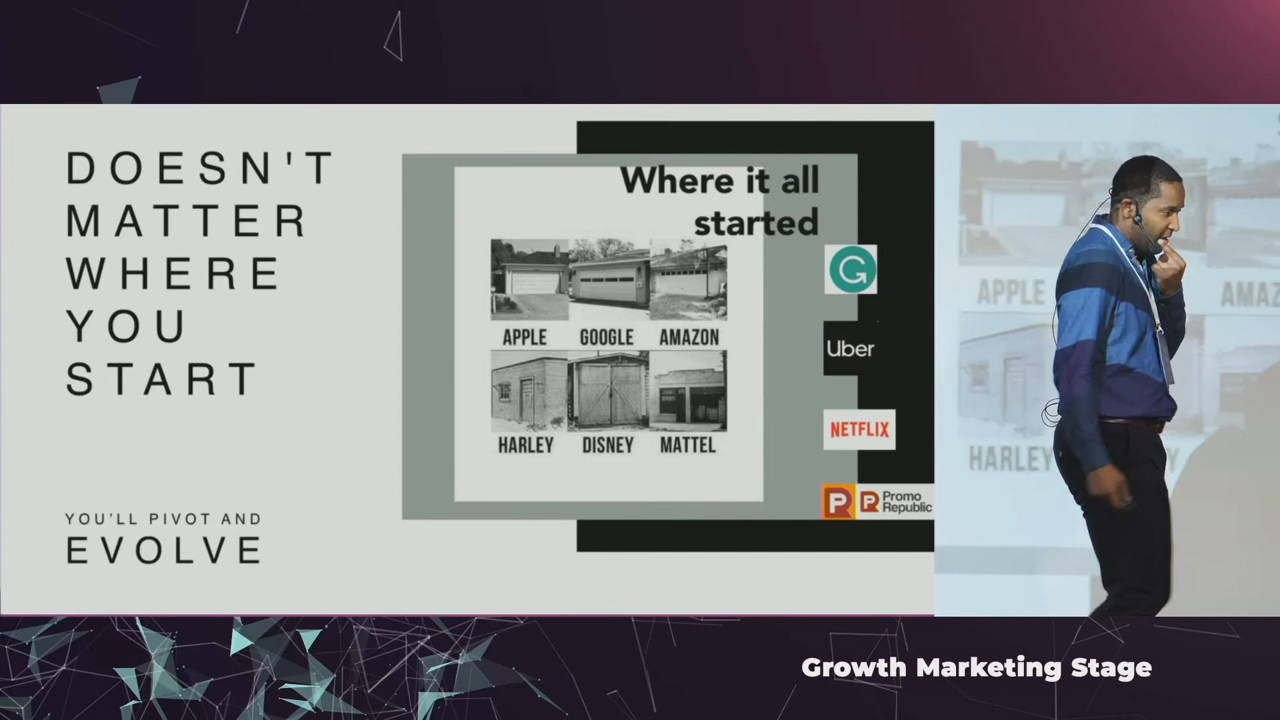 DOESN'T
MATTER
WHERE
YOU
START
YOU'LL PIVOT AND
EVOLVE
Where it all
started
APPLE GOOGLE AMAZON
HARLEY DISNEY MATTEL
G
Uber
NETFLIX
P P Promo
Republic
APPLE AMAZ
HARLEY Y
Growth Marketing Stage